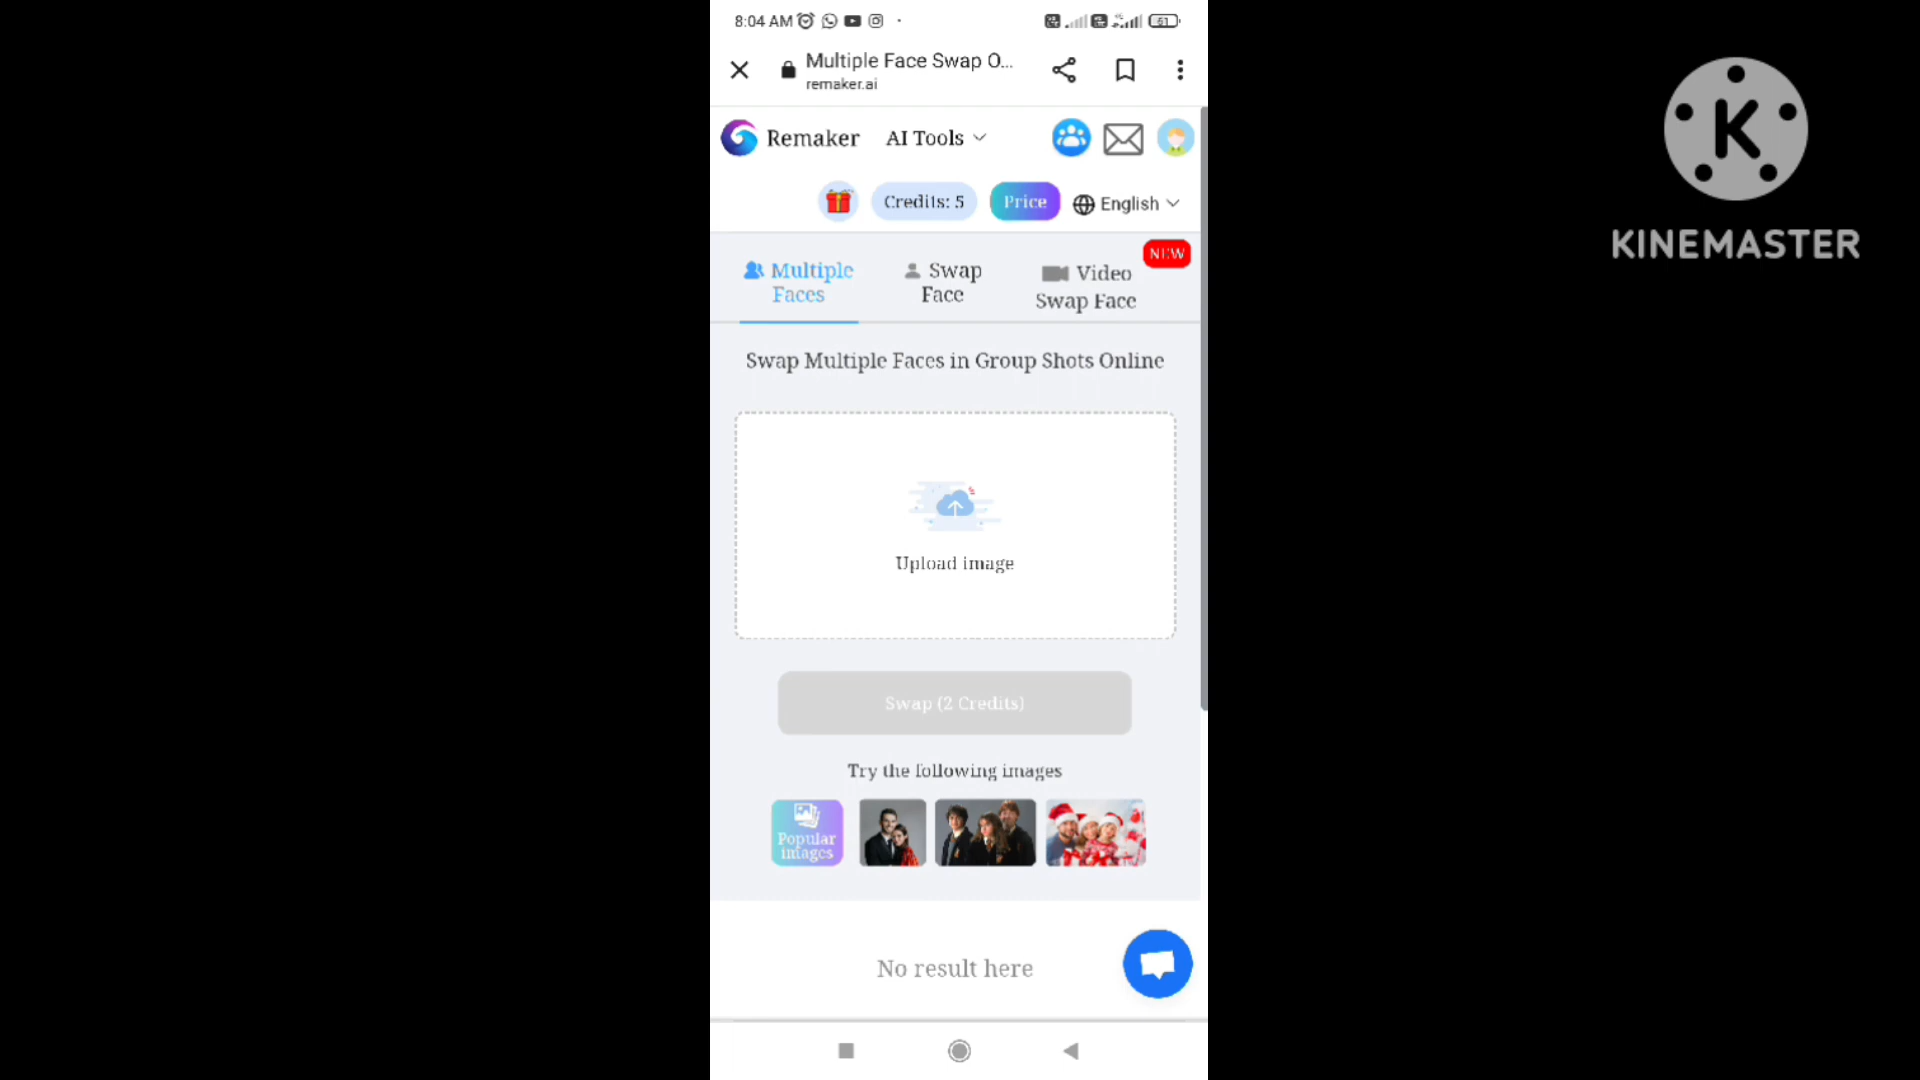 8:04 AM
61
Multiple Face Swap O...
remaker.ai
Remaker
AI Tools
Credits: 5
Price
English
NEW
Multiple
Faces
Swap
Face
Video
Swap Face
Swap Multiple Faces in Group Shots Online
Upload image
Swap (2 Credits)
Try the following images
Popular
images
No result here
K
KINEMASTER